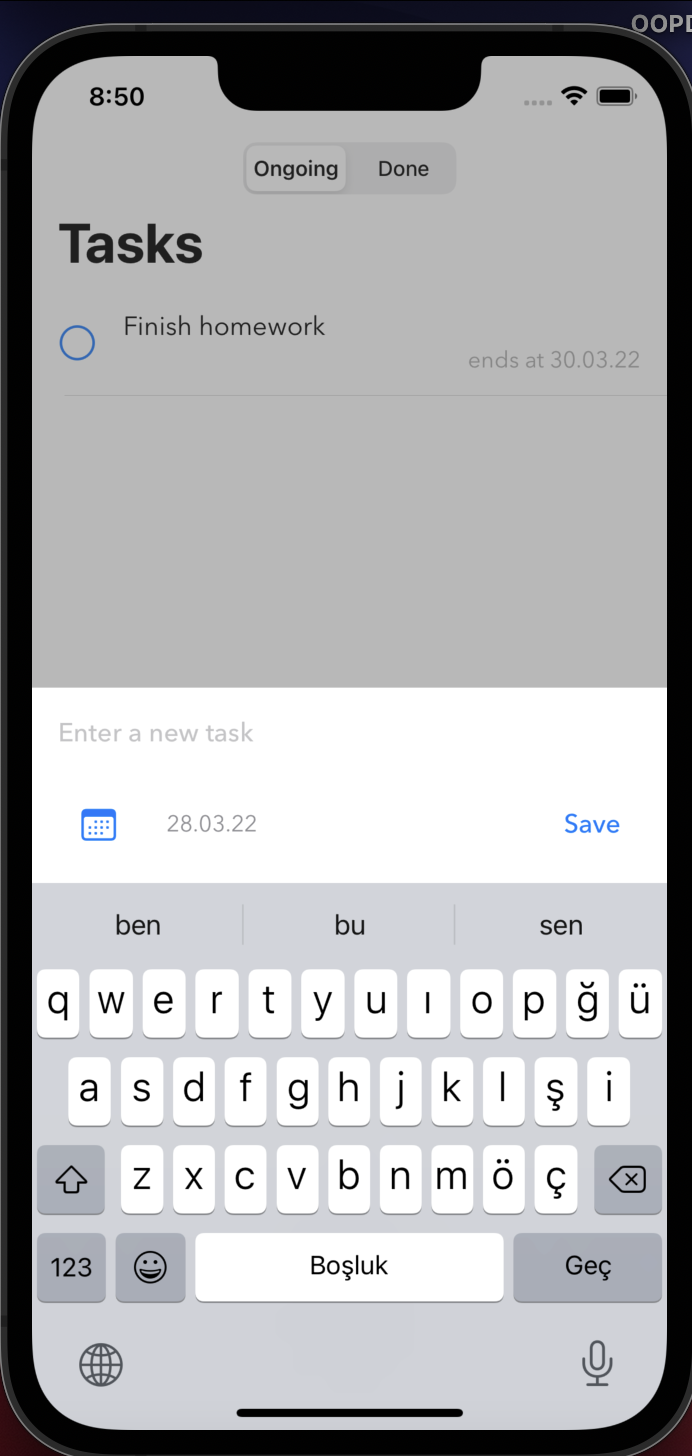 OOPD
8:50
Ongoing Done
Tasks
Finish homework
ends at 30.03.22
Enter a new task
28.03.22 Save
ben bu sen
q w e r t y u ı o p ğ ü
a s d f g h j k l ş i
z x c v b n m ö ç
123 Boşluk Geç